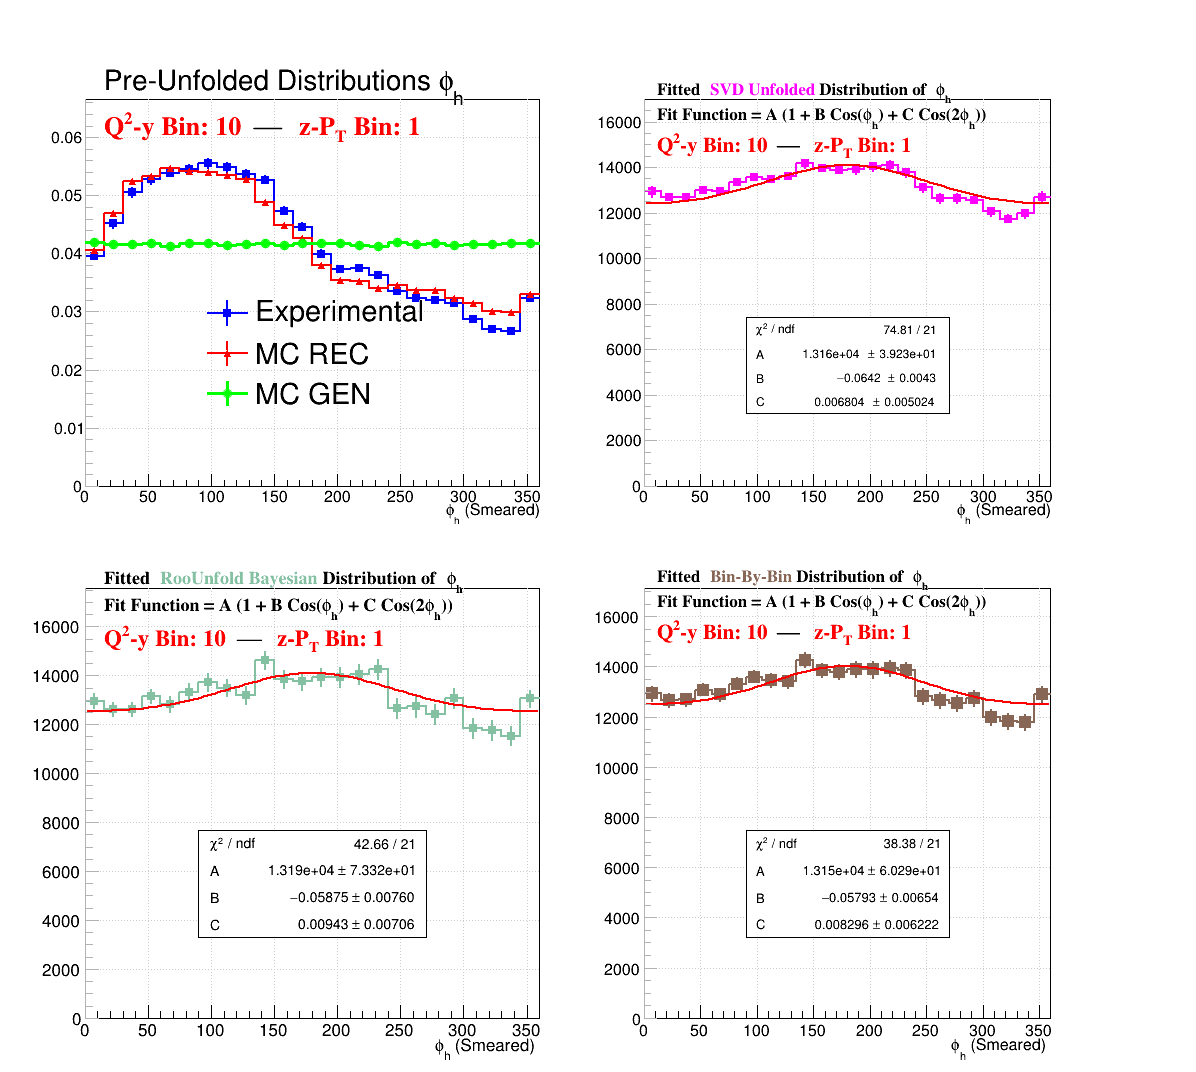 Pre-Unfolded Distributions ϕh
Q²-y Bin: 10 — z-PT Bin: 1
0.06
0.05
0.04
0.03
0.02
0.01
0
Experimental
MC REC
MC GEN
0 50 100 150 200 250 300 350
ϕh (Smeared)
Fitted SVD Unfolded Distribution of ϕh
Fit Function = A (1 + B Cos(ϕh) + C Cos(2ϕh))
Q²-y Bin: 10 — z-PT Bin: 1
16000
14000
12000
10000
8000
6000
4000
2000
0
χ² / ndf 74.81 / 21
A 1.316e+04 ± 3.923e+01
B −0.0642 ± 0.0043
C 0.006804 ± 0.005024
0 50 100 150 200 250 300 350
ϕh (Smeared)
Fitted RooUnfold Bayesian Distribution of ϕh
Fit Function = A (1 + B Cos(ϕh) + C Cos(2ϕh))
Q²-y Bin: 10 — z-PT Bin: 1
16000
14000
12000
10000
8000
6000
4000
2000
0
χ² / ndf 42.66 / 21
A 1.319e+04 ± 7.332e+01
B −0.05875 ± 0.00760
C 0.00943 ± 0.00706
0 50 100 150 200 250 300 350
ϕh (Smeared)
Fitted Bin-By-Bin Distribution of ϕh
Fit Function = A (1 + B Cos(ϕh) + C Cos(2ϕh))
Q²-y Bin: 10 — z-PT Bin: 1
16000
14000
12000
10000
8000
6000
4000
2000
0
χ² / ndf 38.38 / 21
A 1.315e+04 ± 6.029e+01
B −0.05793 ± 0.00654
C 0.008296 ± 0.006222
0 50 100 150 200 250 300 350
ϕh (Smeared)